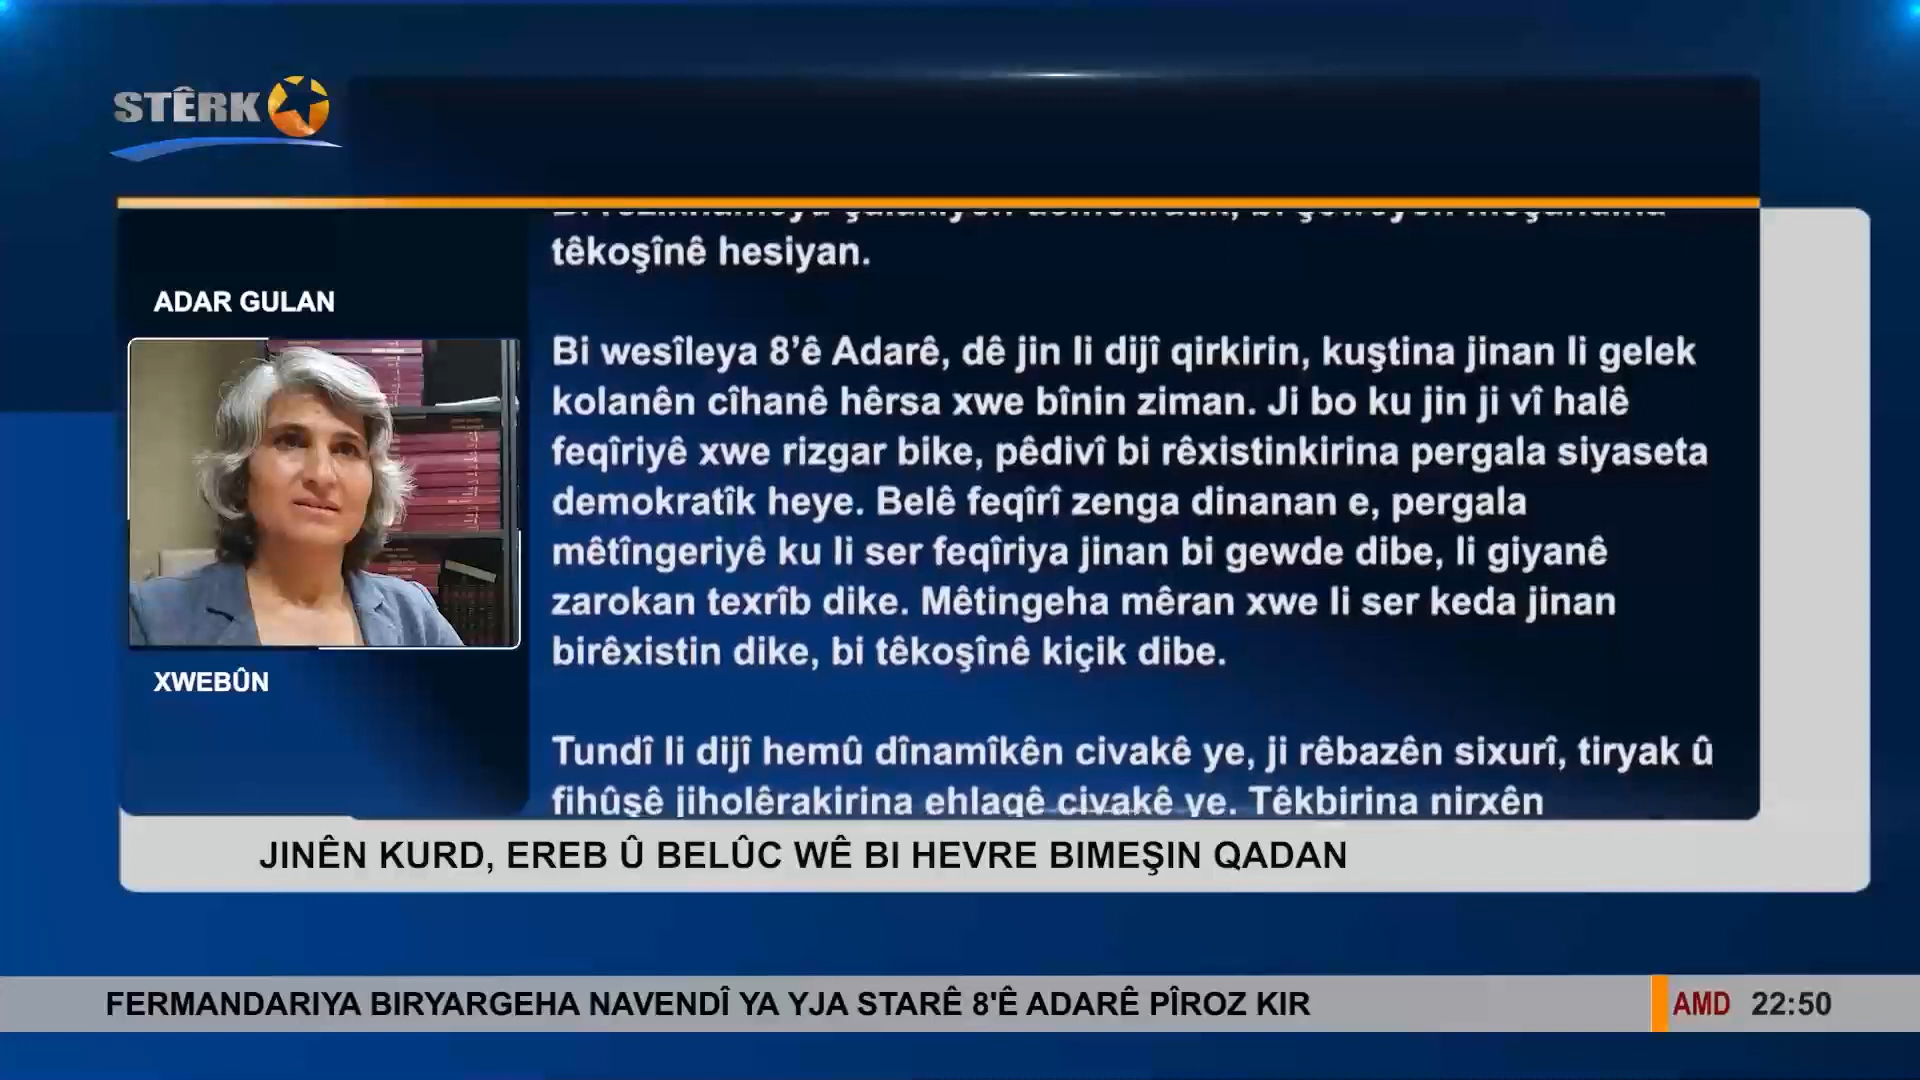 STÊRK
ADAR GULAN
XWEBÛN
têkoşînê hesiyan.
Bi wesîleya 8’ê Adarê, dê jin li dijî qirkirin, kuştina jinan li gelek
kolanên cîhanê hêrsa xwe bînin ziman. Ji bo ku jin ji vî halê
feqîriyê xwe rizgar bike, pêdivî bi rêxistinkirina pergala siyaseta
demokratîk heye. Belê feqîrî zenga dinanan e, pergala
mêtîngeriyê ku li ser feqîriya jinan bi gewde dibe, li giyanê
zarokan texrîb dike. Mêtingeha mêran xwe li ser keda jinan
birêxistin dike, bi têkoşînê kiçik dibe.
Tundî li dijî hemû dînamîkên civakê ye, ji rêbazên sixurî, tiryak û
fihûşê jiholêrakirina ehlaqê civakê ye. Têkbirina nirxên
JINÊN KURD, EREB Û BELÛC WÊ BI HEVRE BIMEŞIN QADAN
FERMANDARIYA BIRYARGEHA NAVENDÎ YA YJA STARÊ 8'Ê ADARÊ PÎROZ KIR
AMD 22:50